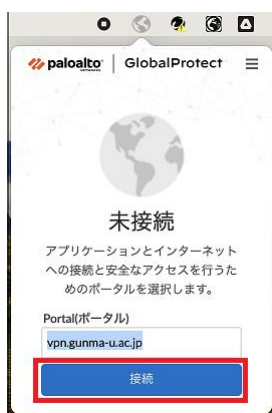 paloalto NETWORKS GlobalProtect
未接続
アプリケーションとインターネット
への接続と安全なアクセスを行うた
めのポータルを選択します。
Portal(ポータル)
vpn.gunma-u.ac.jp
接続